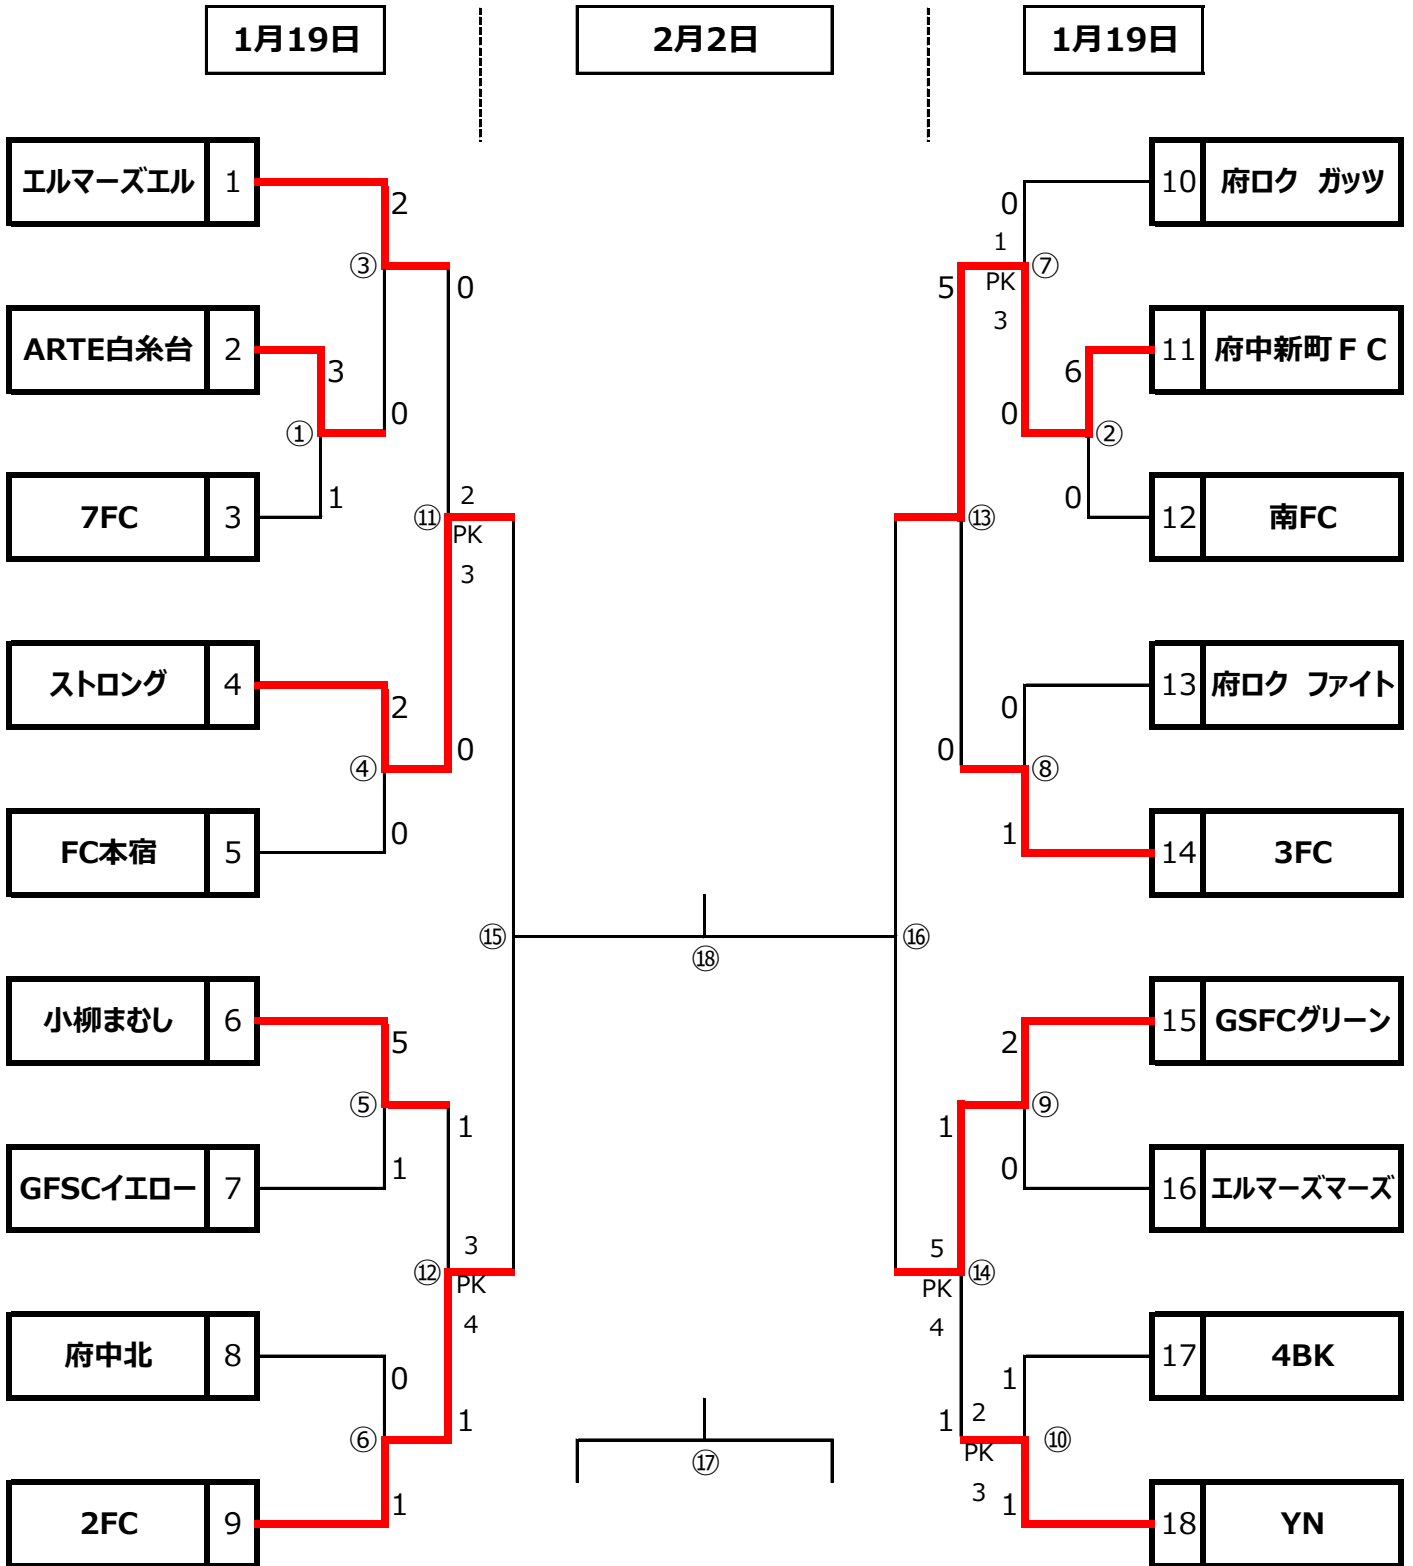 1月19日 2月2日 1月19日
エルマーズエル 1 10 府ロク ガッツ
2 0
1
③ ⑦
0 5 PK
3
ARTE白糸台 2 11 府中新町ＦＣ
3 6
0 0
① ②
7FC 3 12 南FC
1 0
2
⑪ ⑬
PK
3
ストロング 4 13 府ロク ファイト
2 0
0 0
④ ⑧
FC本宿 5 14 3FC
0 1
⑮ ⑯
⑱
小柳まむし 6 15 GSFCグリーン
5 2
⑤ ⑨
1 1
GFSCイエロー 7 16 エルマーズマーズ
1 0
3 5
⑫ ⑭
PK PK
4 4
府中北 8 17 4BK
0 1
1 1 2
⑥ ⑩
PK
⑰
3
1 1
2FC 9 18 YN